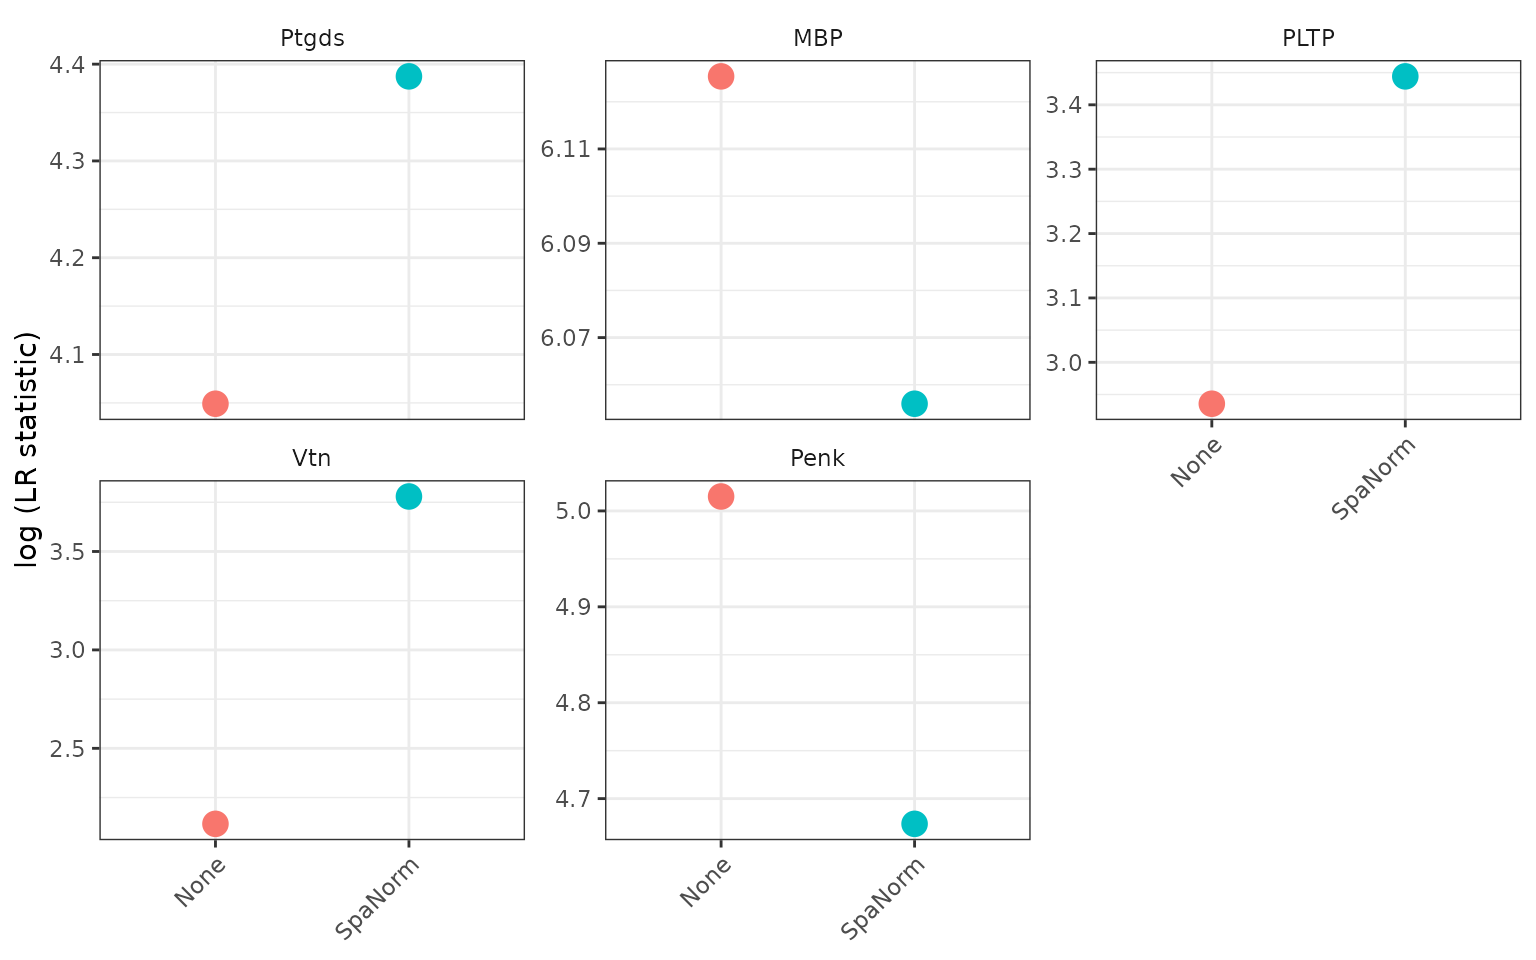 log (LR statistic)
Ptgds
4.4
4.3
4.2
4.1
MBP
6.11
6.09
6.07
PLTP
3.4
3.3
3.2
3.1
3.0
None
SpaNorm
Vtn
3.5
3.0
2.5
None
SpaNorm
Penk
5.0
4.9
4.8
4.7
None
SpaNorm